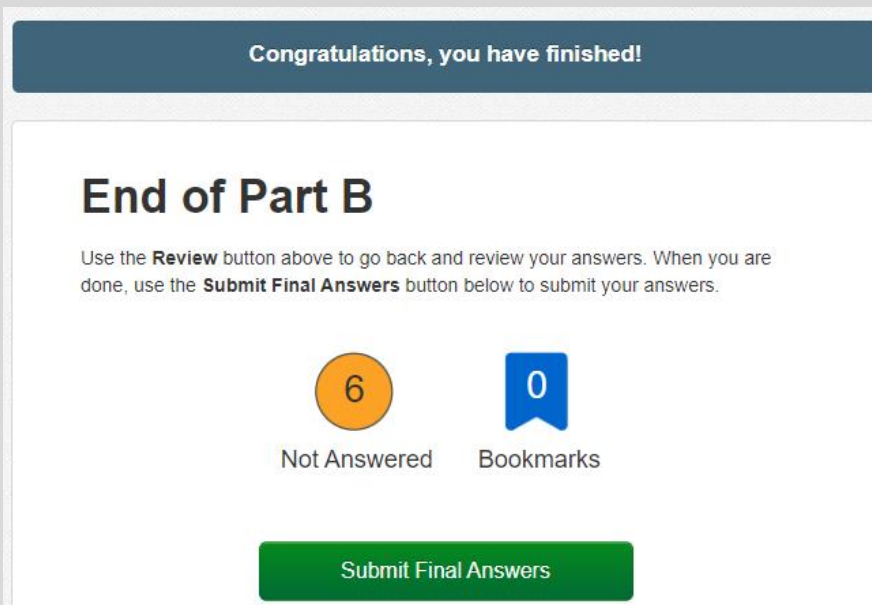 Congratulations, you have finished!
End of Part B
Use the Review button above to go back and review your answers. When you are
done, use the Submit Final Answers button below to submit your answers.
6 0
Not Answered Bookmarks
Submit Final Answers